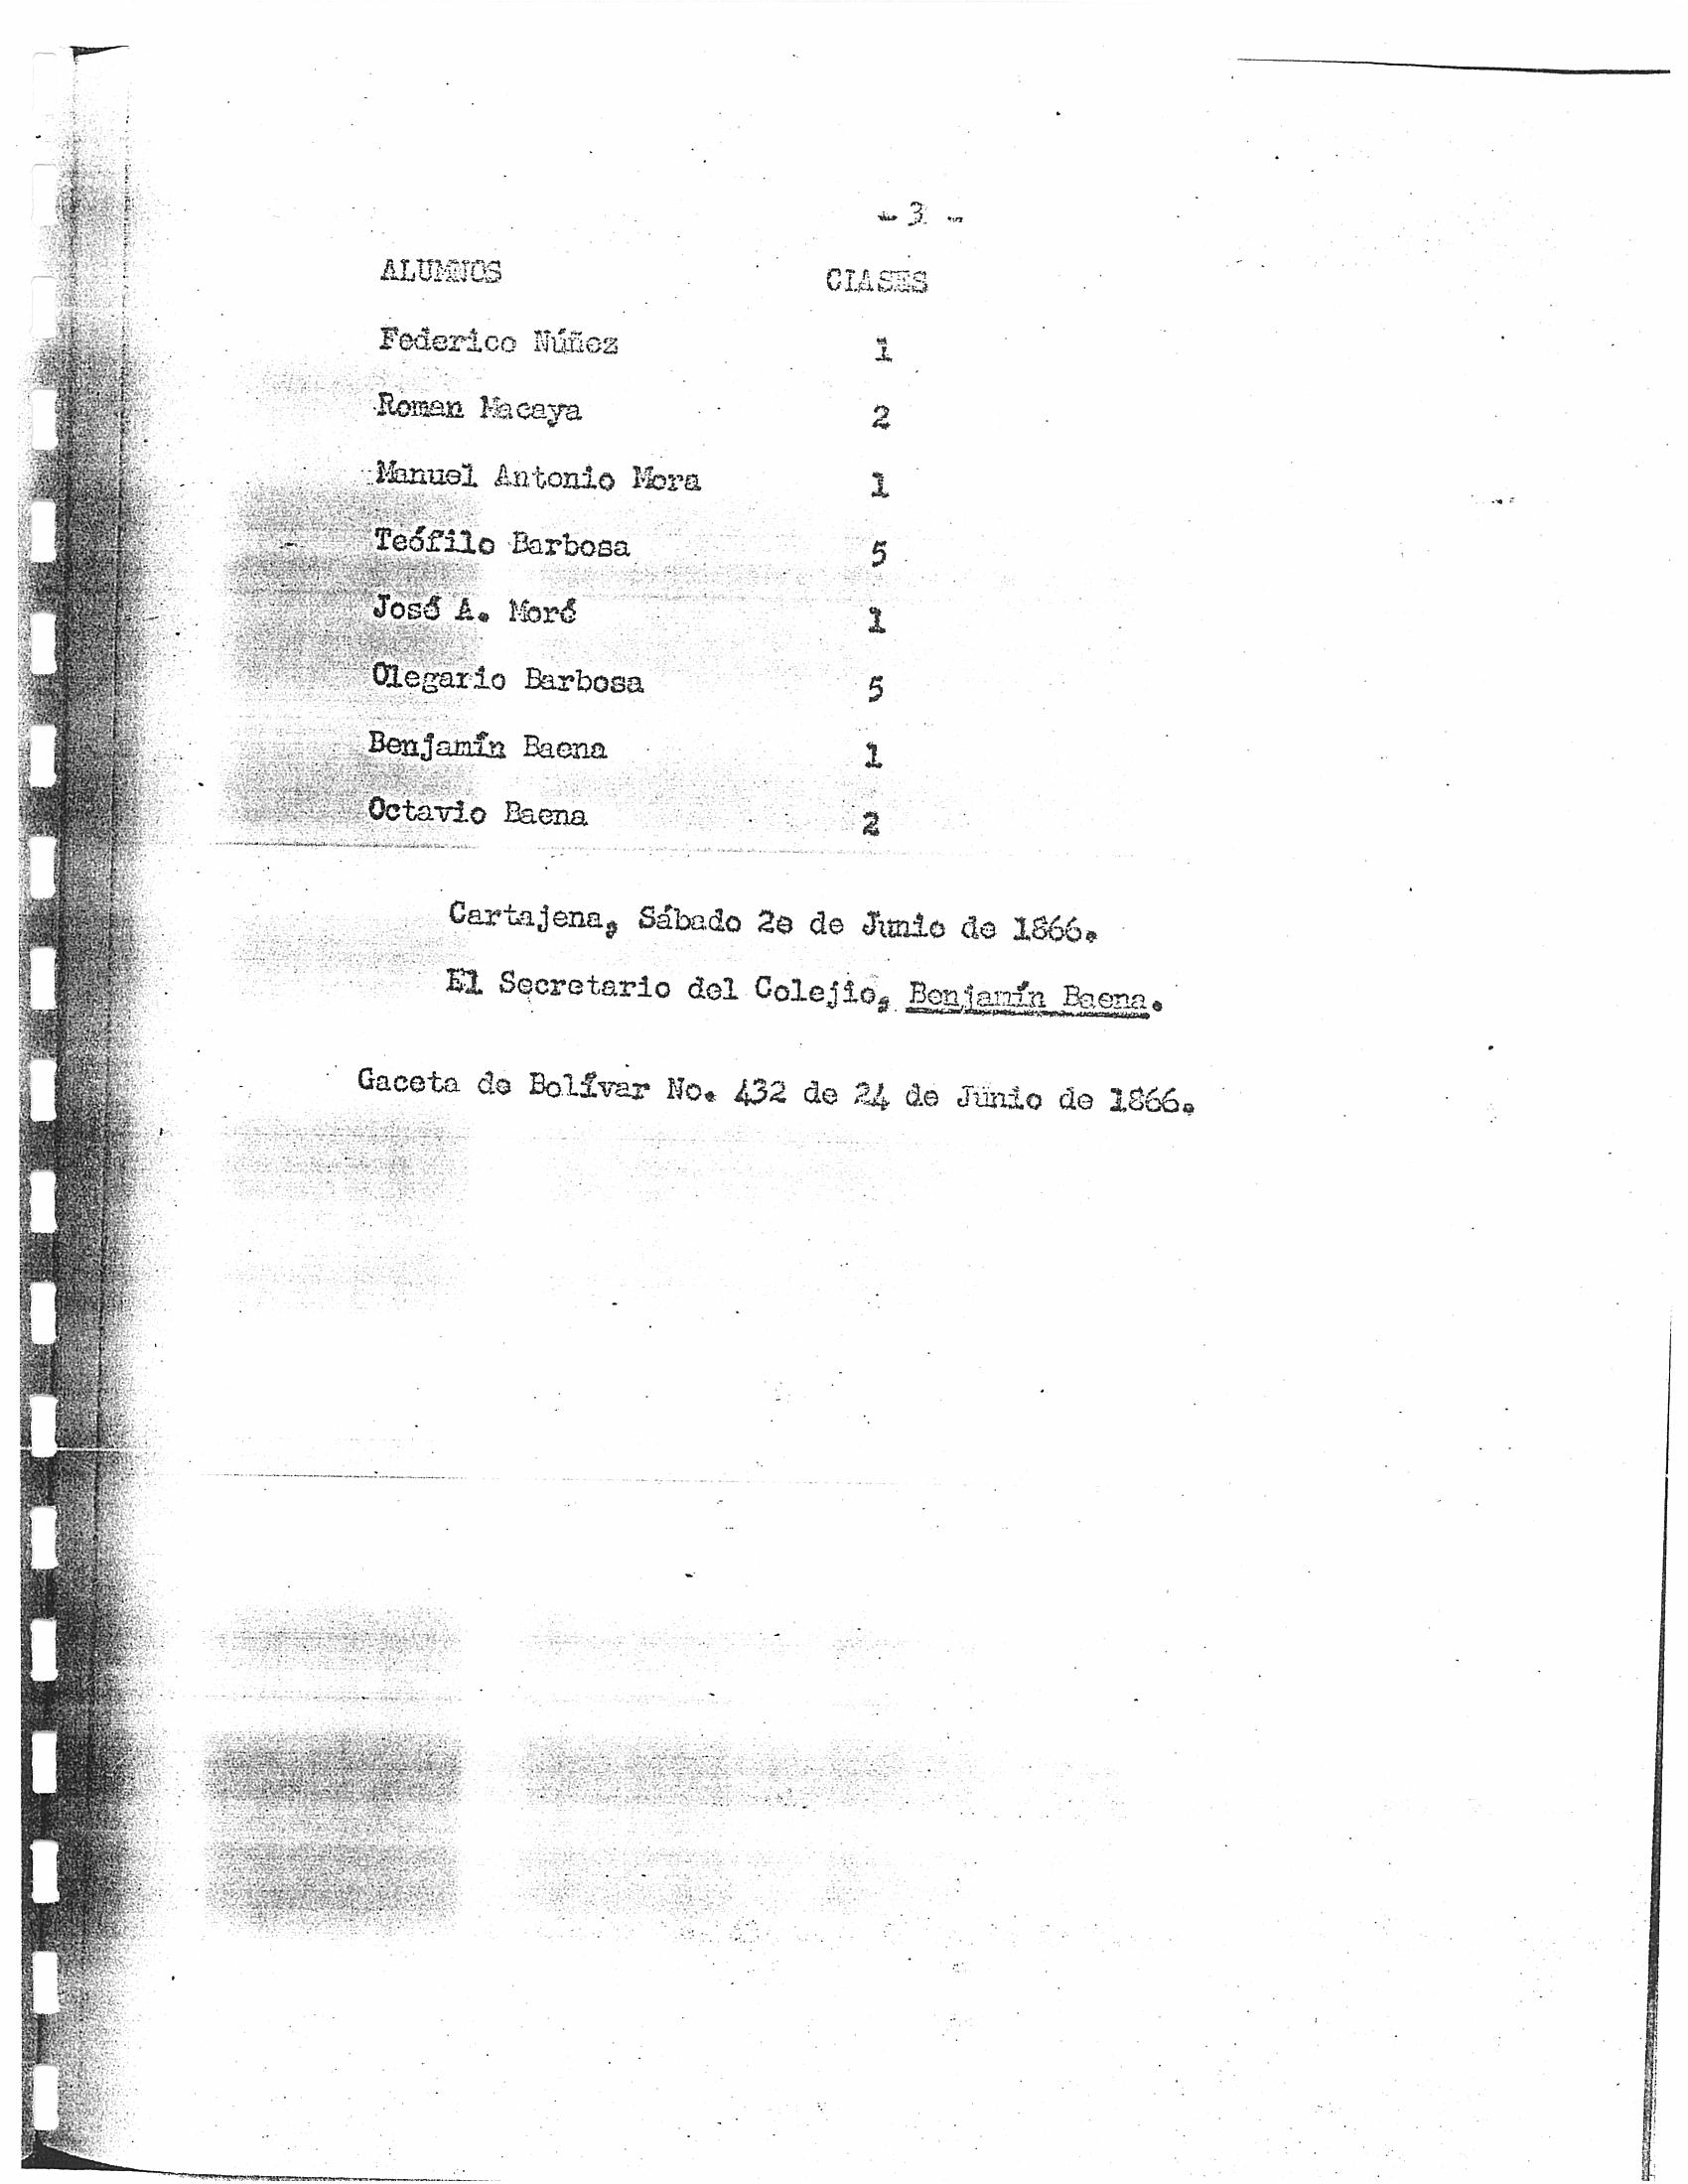 - 3 -
ALUMNOS CLASES
Federico Núñez 1
Roman Macaya 2
Manuel Antonio Mora 1
Teófilo Barbosa 5
José A. Moré 1
Olegario Barbosa 5
Benjamín Baena 1
Octavio Baena 2
Cartajena, Sábado 2e de Junio de 1866.
El Secretario del Colejio, Benjamín Baena.
Gaceta de Bolívar No. 432 de 24 de Junio de 1866.